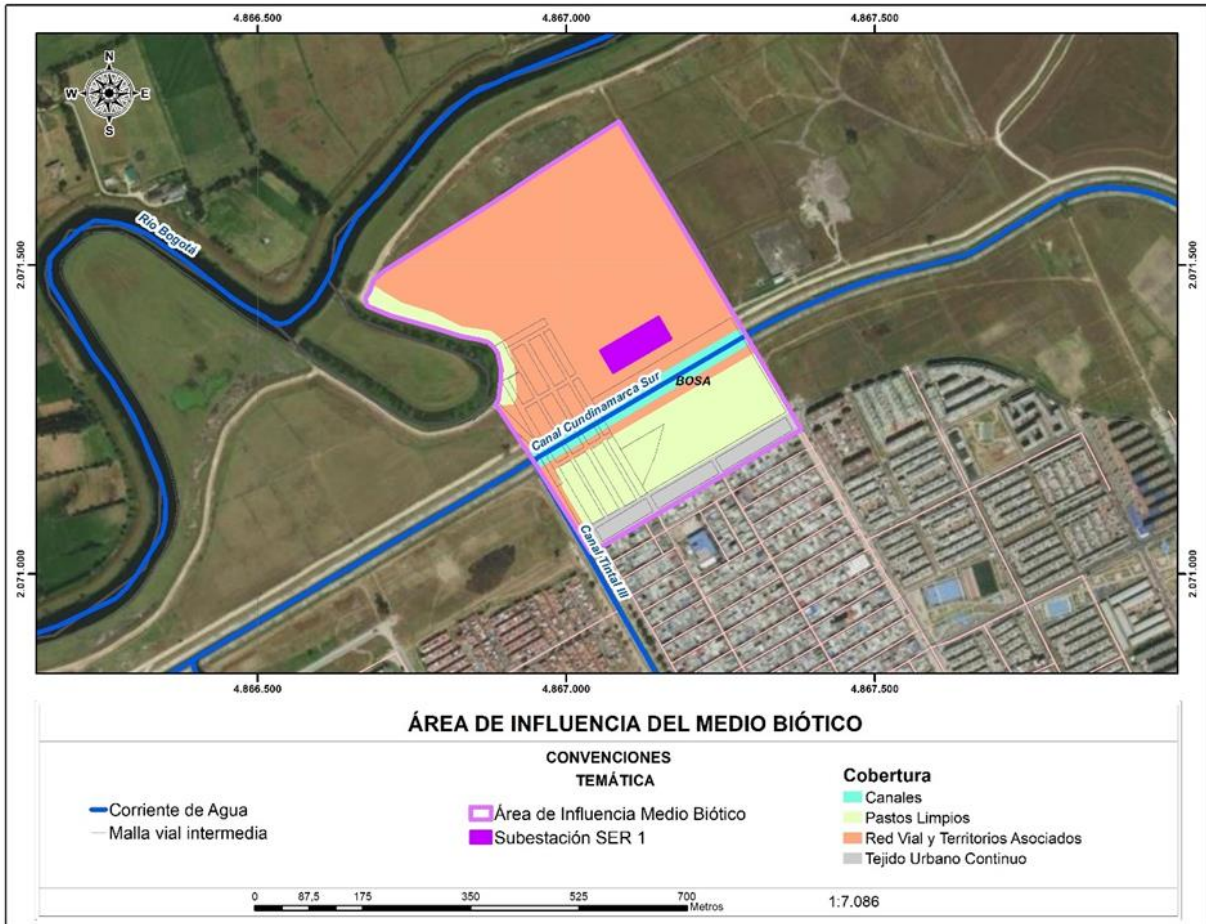 4.866.500 4.867.000 4.867.500
N
W E
S
Río Bogotá
2.071.500 2.071.500
BOSA
Canal Cundinamarca Sur
Canal Tintal III
2.071.000 2.071.000
4.866.500 4.867.000 4.867.500
ÁREA DE INFLUENCIA DEL MEDIO BIÓTICO
CONVENCIONES
TEMÁTICA
Corriente de Agua
Malla vial intermedia
Área de Influencia Medio Biótico
Subestación SER 1
Cobertura
Canales
Pastos Limpios
Red Vial y Territorios Asociados
Tejido Urbano Continuo
0 87,5 175 350 525 700
Metros
1:7.086